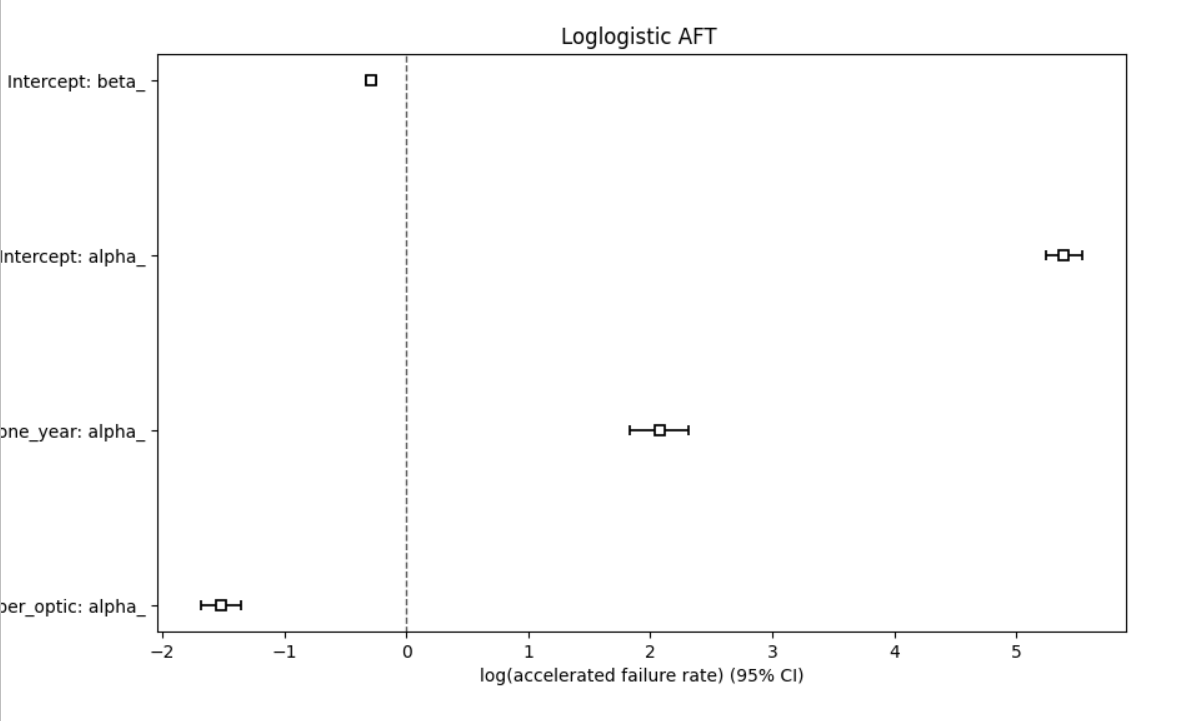 Loglogistic AFT
Intercept: beta_
Intercept: alpha_
one_year: alpha_
ber_optic: alpha_
−2 −1 0 1 2 3 4 5
log(accelerated failure rate) (95% CI)